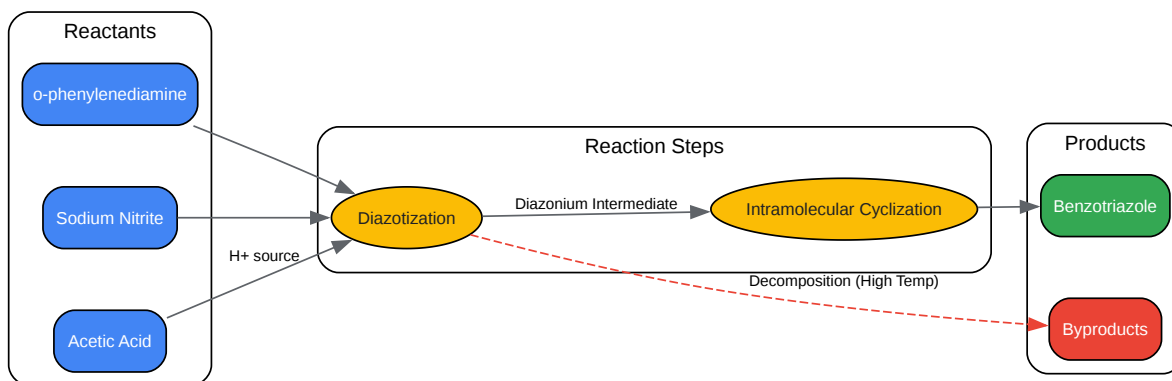 Reactants
o-phenylenediamine
Sodium Nitrite
H+ source
Acetic Acid
Reaction Steps
Diazotization
Diazonium Intermediate
Intramolecular Cyclization
Decomposition (High Temp)
Products
Benzotriazole
Byproducts